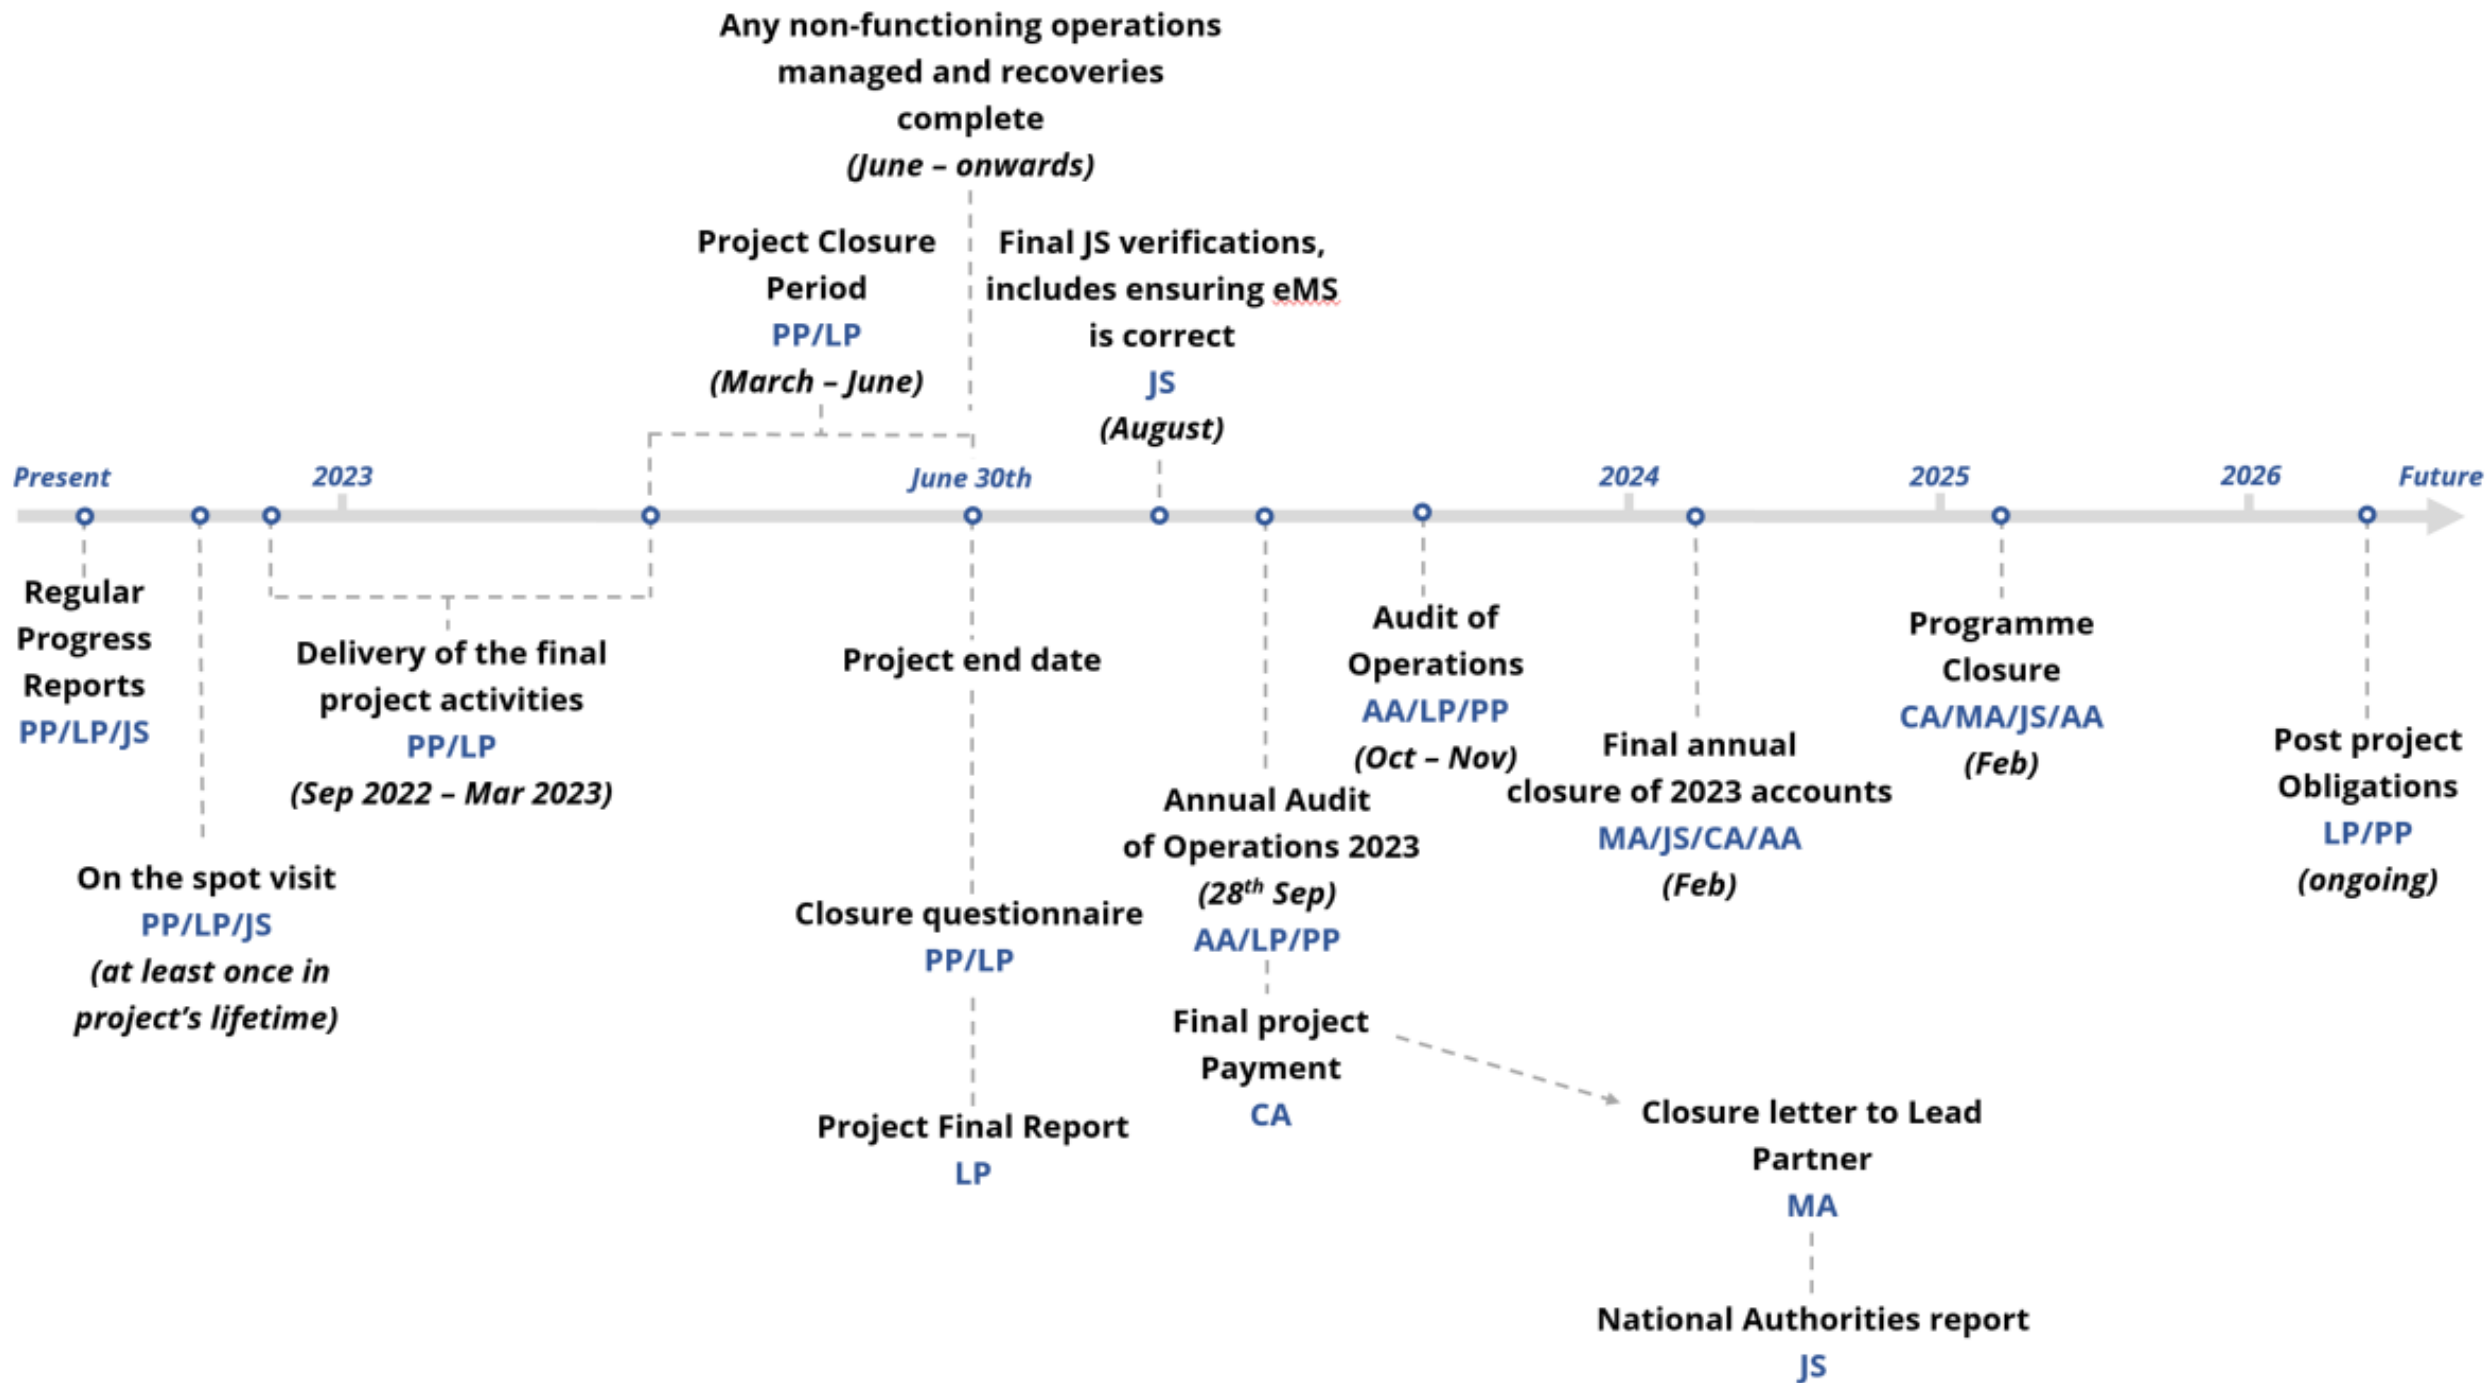 Any non-functioning operations
managed and recoveries
complete
(June – onwards)
Project Closure
Period
PP/LP
(March – June)
Final JS verifications,
includes ensuring eMS
is correct
JS
(August)
Present
2023
June 30th
2024
2025
2026
Future
Regular
Progress
Reports
PP/LP/JS
On the spot visit
PP/LP/JS
(at least once in
project’s lifetime)
Delivery of the final
project activities
PP/LP
(Sep 2022 – Mar 2023)
Project end date
Closure questionnaire
PP/LP
Project Final Report
LP
Annual Audit
of Operations 2023
(28th Sep)
AA/LP/PP
Final project
Payment
CA
Audit of
Operations
AA/LP/PP
(Oct – Nov)
Final annual
closure of 2023 accounts
MA/JS/CA/AA
(Feb)
Closure letter to Lead
Partner
MA
National Authorities report
JS
Programme
Closure
CA/MA/JS/AA
(Feb)
Post project
Obligations
LP/PP
(ongoing)